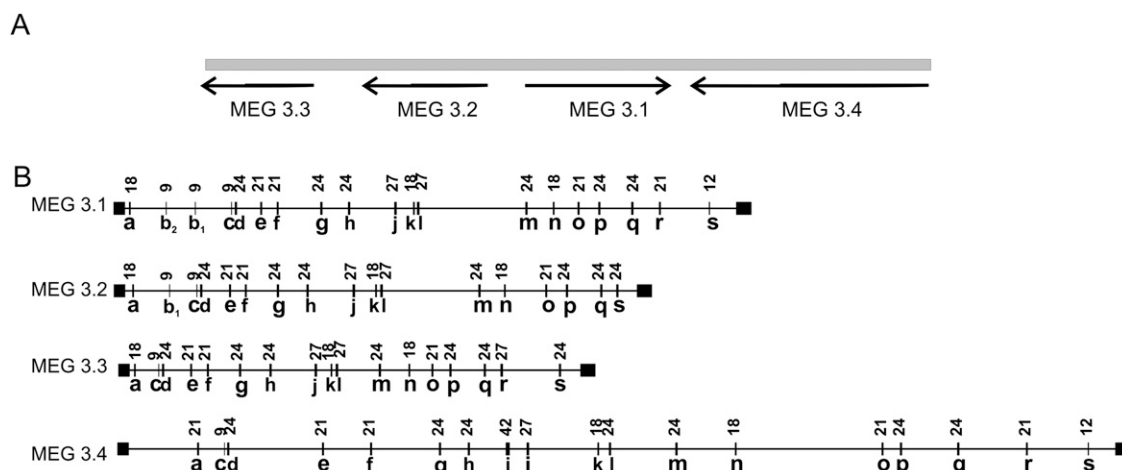 A
MEG 3.3 MEG 3.2 MEG 3.1 MEG 3.4
B
18 9 9 9 24 21 21 24 24 27 18 27 24 18 21 24 24 21 12
MEG 3.1
a b2 b1 c d e f g h j k l m n o p q r s
18 9 9 24 21 21 24 24 27 18 27 24 18 21 24 24 24
MEG 3.2
a b1 c d e f g h j k l m n o p q s
18 9 24 21 21 24 24 27 18 27 24 18 21 24 24 27 24
MEG 3.3
a c d e f g h j k l m n o p q r s
21 9 24 21 21 24 24 42 27 18 24 24 18 21 24 24 21 12
MEG 3.4
a c d e f g h i j k l m n o p q r s